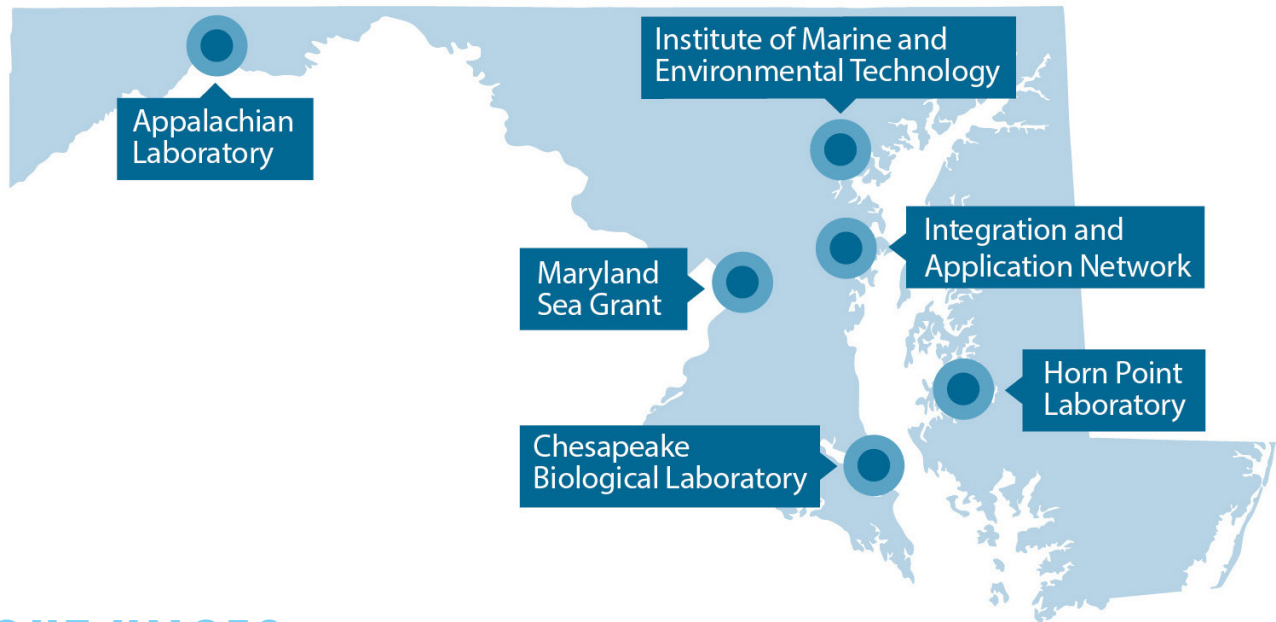 Institute of Marine and
Environmental Technology
Appalachian
Laboratory
Integration and
Application Network
Maryland
Sea Grant
Horn Point
Laboratory
Chesapeake
Biological Laboratory